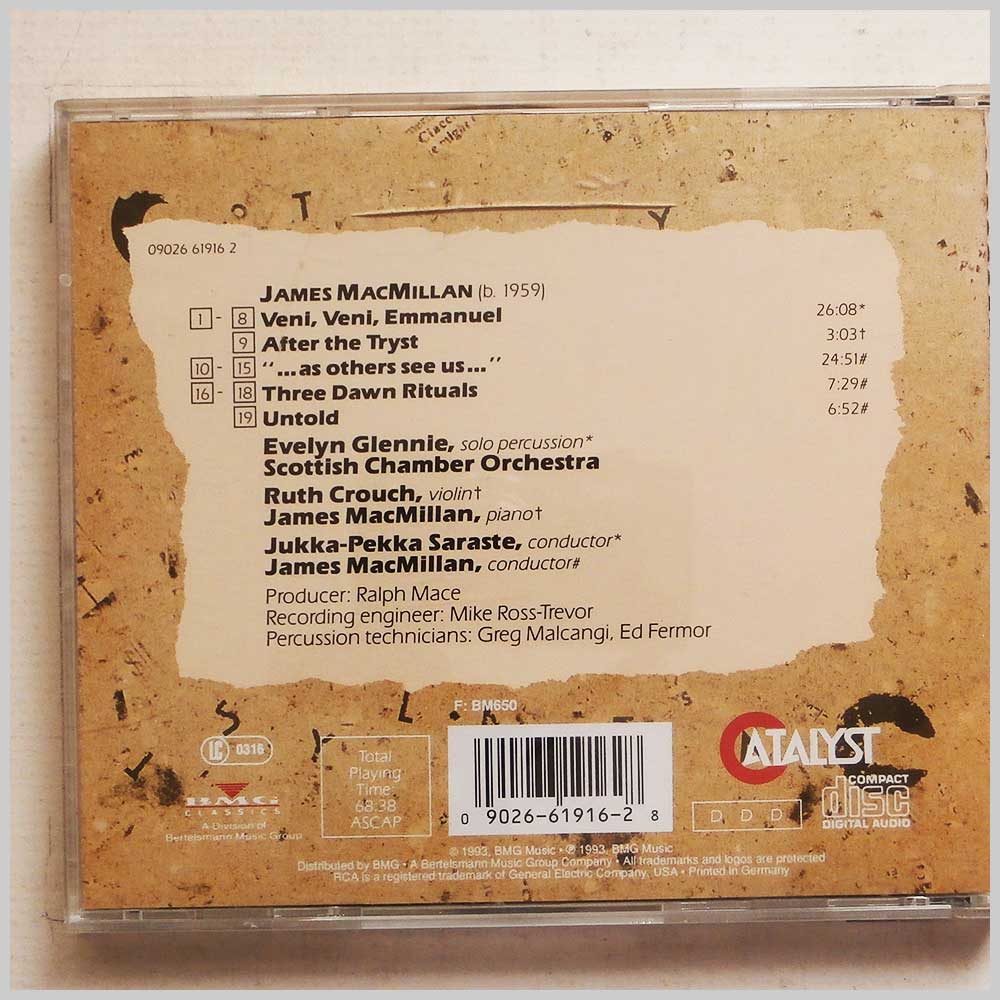 Ciacc
O T Y
09026 61916 2
JAMES MACMILLAN (b. 1959)
1 - 8 Veni, Veni, Emmanuel 26:08*
9 After the Tryst 3:03†
10 - 15 "...as others see us..." 24:51#
16 - 18 Three Dawn Rituals 7:29#
19 Untold 6:52#
Evelyn Glennie, solo percussion*
Scottish Chamber Orchestra
Ruth Crouch, violin†
James MacMillan, piano†
Jukka-Pekka Saraste, conductor*
James MacMillan, conductor#
Producer: Ralph Mace
Recording engineer: Mike Ross-Trevor
Percussion technicians: Greg Malcangi, Ed Fermor
F: BM650
LC 0316
BMG
CLASSICS
A Division of
Bertelsmann Music Group
Total
Playing
Time
68:38
ASCAP
0 9026-61916-2 8
CATALYST
DDD
COMPACT
disc
DIGITAL AUDIO
© 1993, BMG Music • ℗ 1993, BMG Music
Distributed by BMG • A Bertelsmann Music Group Company • All trademarks and logos are protected
RCA is a registered trademark of General Electric Company, USA • Printed in Germany